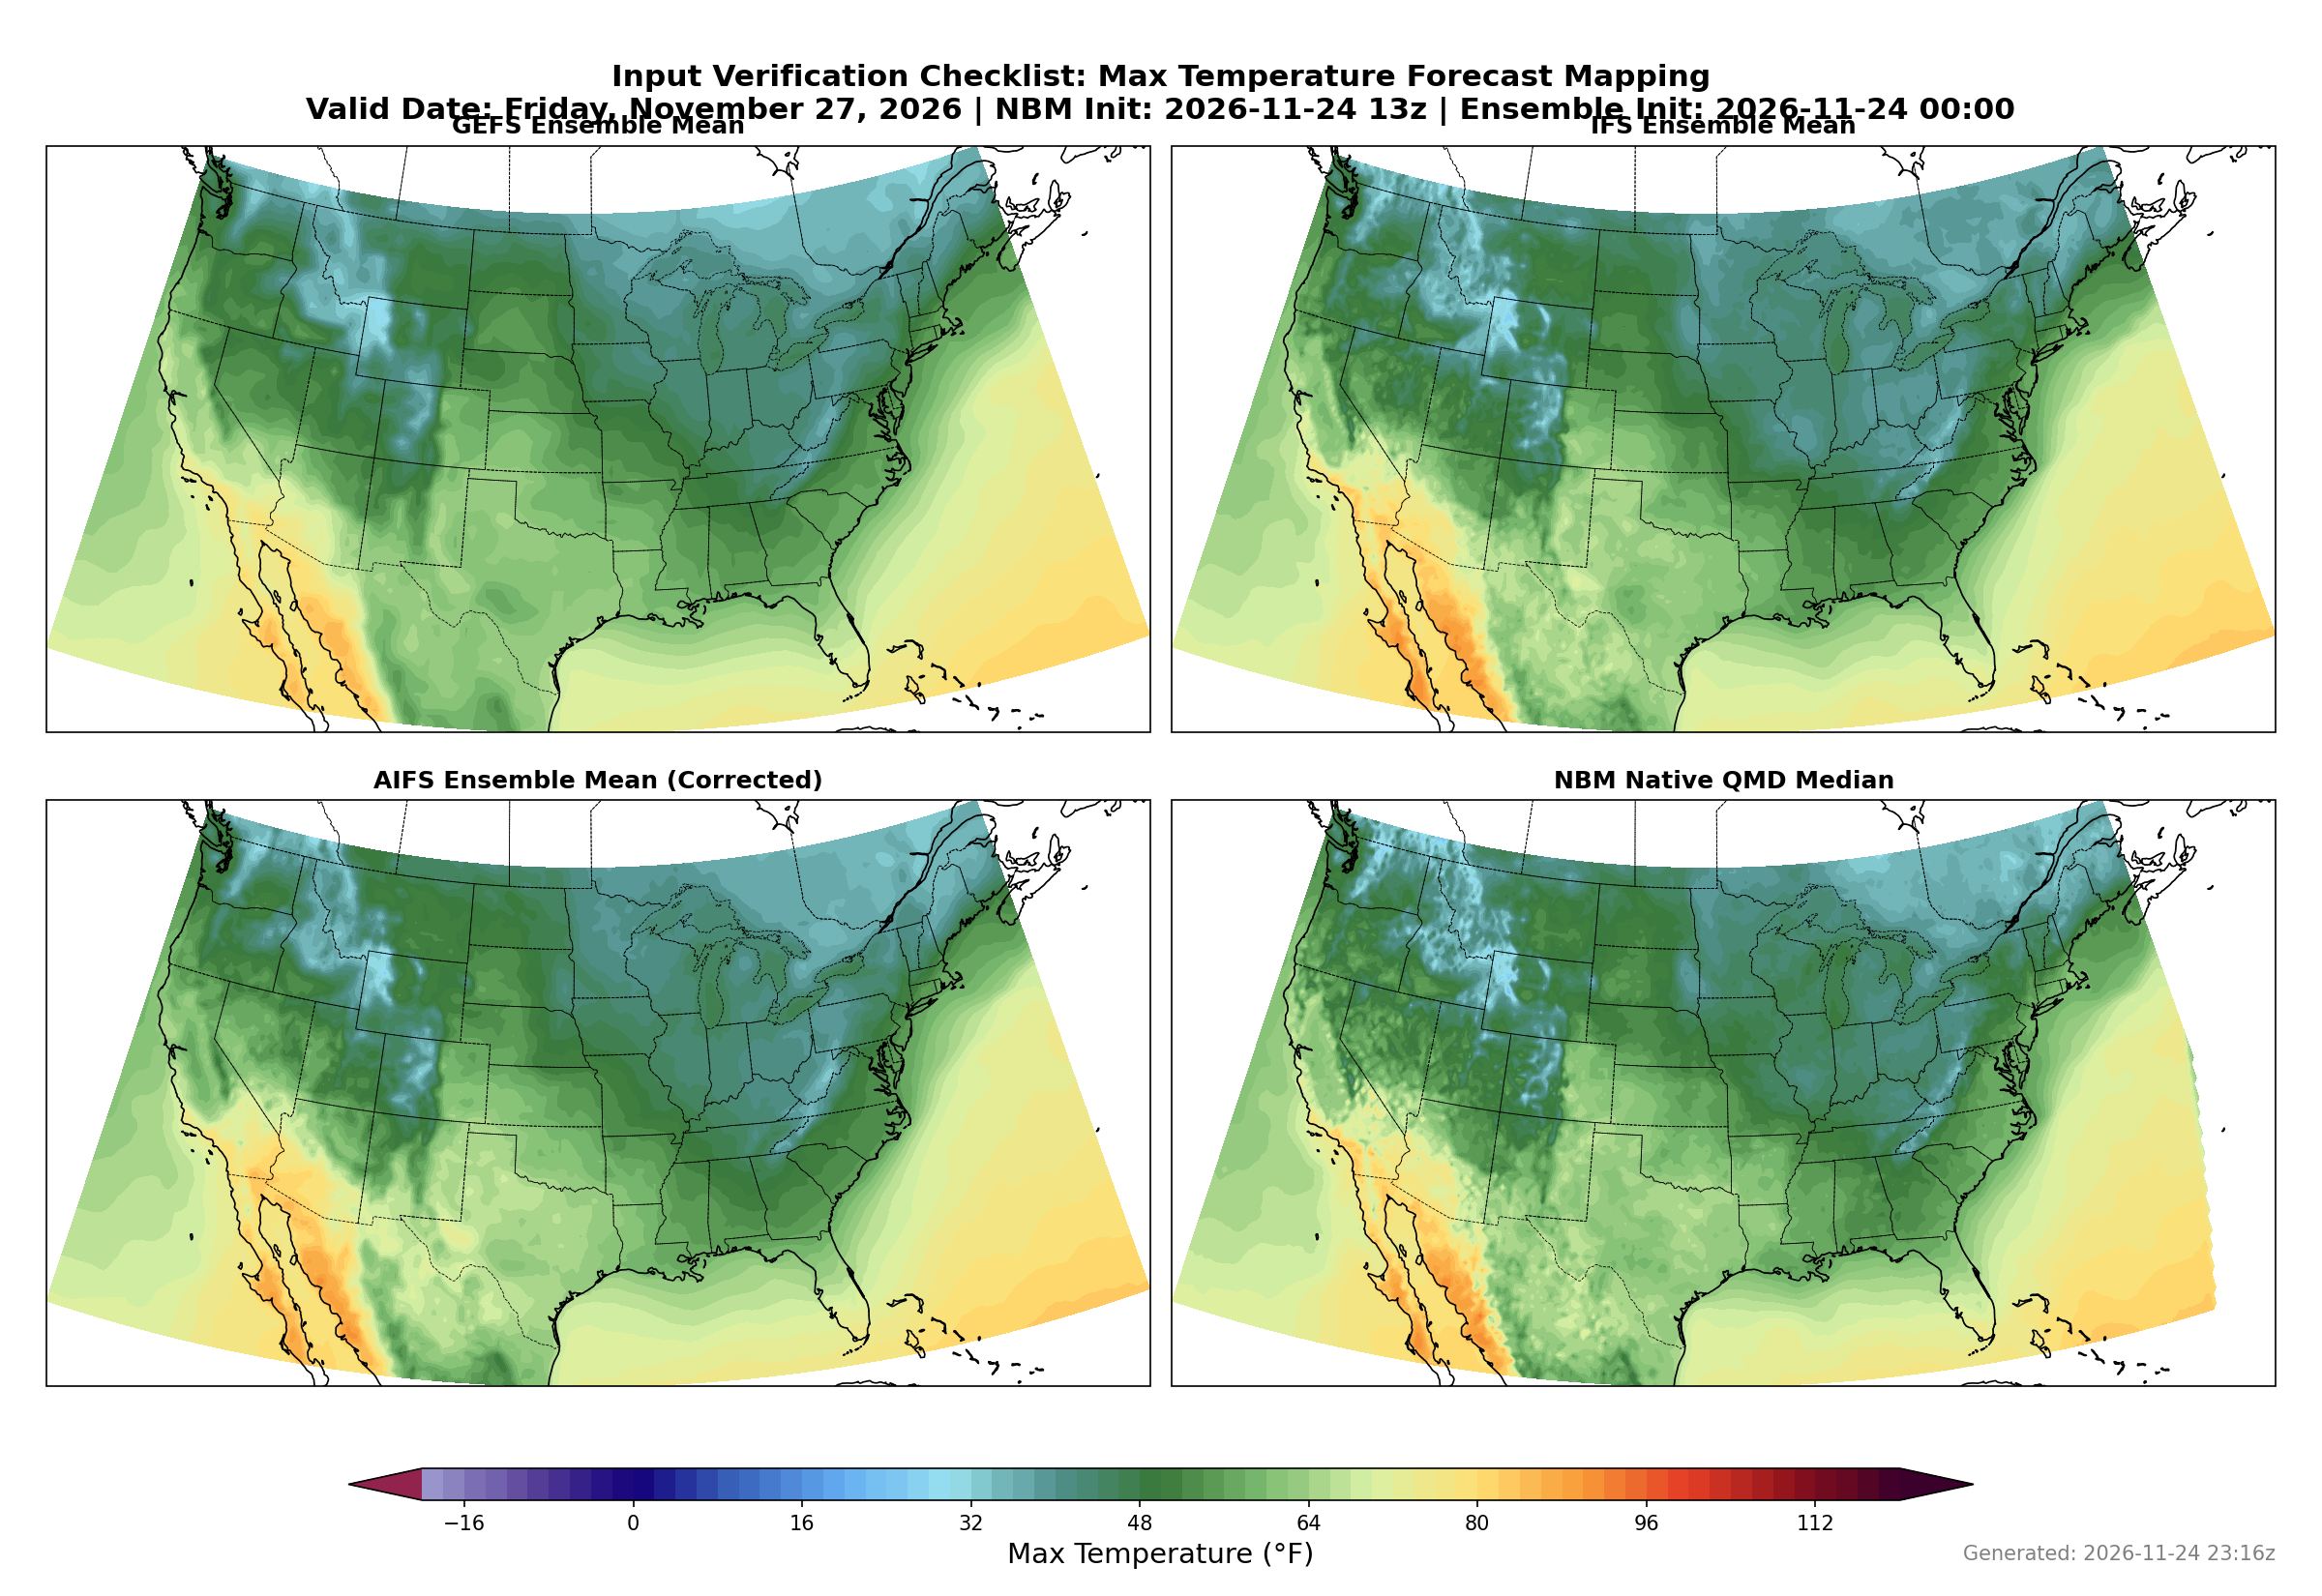 Input Verification Checklist: Max Temperature Forecast Mapping
Valid Date: Friday, November 27, 2026 | NBM Init: 2026-11-24 13z | Ensemble Init: 2026-11-24 00:00
GEFS Ensemble Mean
IFS Ensemble Mean
AIFS Ensemble Mean (Corrected)
NBM Native QMD Median
−16 0 16 32 48 64 80 96 112
Max Temperature (°F)
Generated: 2026-11-24 23:16z